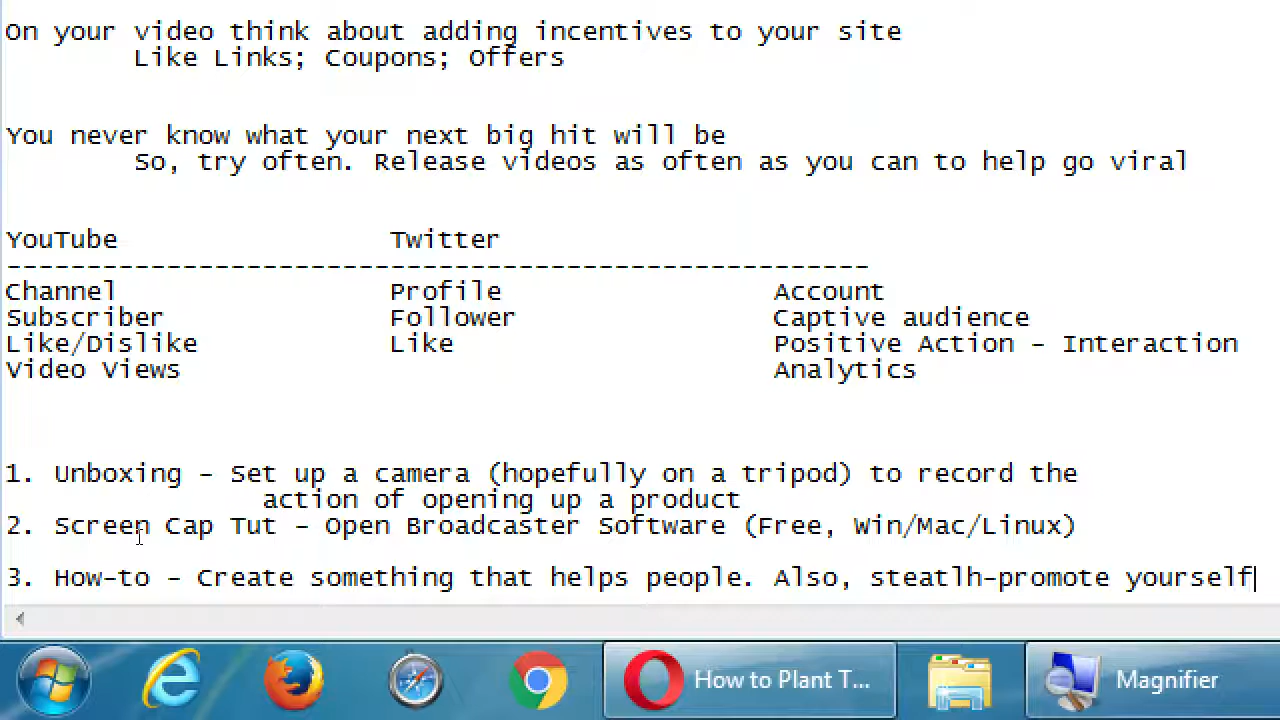 On your video think about adding incentives to your site
Like Links; Coupons; Offers
You never know what your next big hit will be
So, try often. Release videos as often as you can to help go viral
YouTube Twitter
------------------------------------------------------
Channel Profile Account
Subscriber Follower Captive audience
Like/Dislike Like Positive Action - Interaction
Video Views Analytics
1. Unboxing - Set up a camera (hopefully on a tripod) to record the
action of opening up a product
2. Screen Cap Tut - Open Broadcaster Software (Free, Win/Mac/Linux)
3. How-to - Create something that helps people. Also, steatlh-promote yourself
How to Plant T... Magnifier